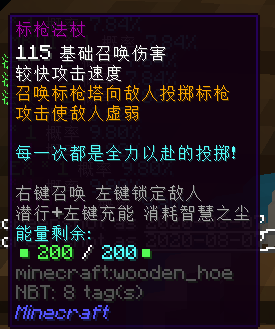 标枪法杖
115 基础召唤伤害
较快攻击速度
召唤标枪塔向敌人投掷标枪
攻击使敌人虚弱
每一次都是全力以赴的投掷!
右键召唤 左键锁定敌人
潜行+左键充能 消耗智慧之尘
能量剩余:
200 / 200
minecraft:wooden_hoe
NBT: 8 tag(s)
Minecraft